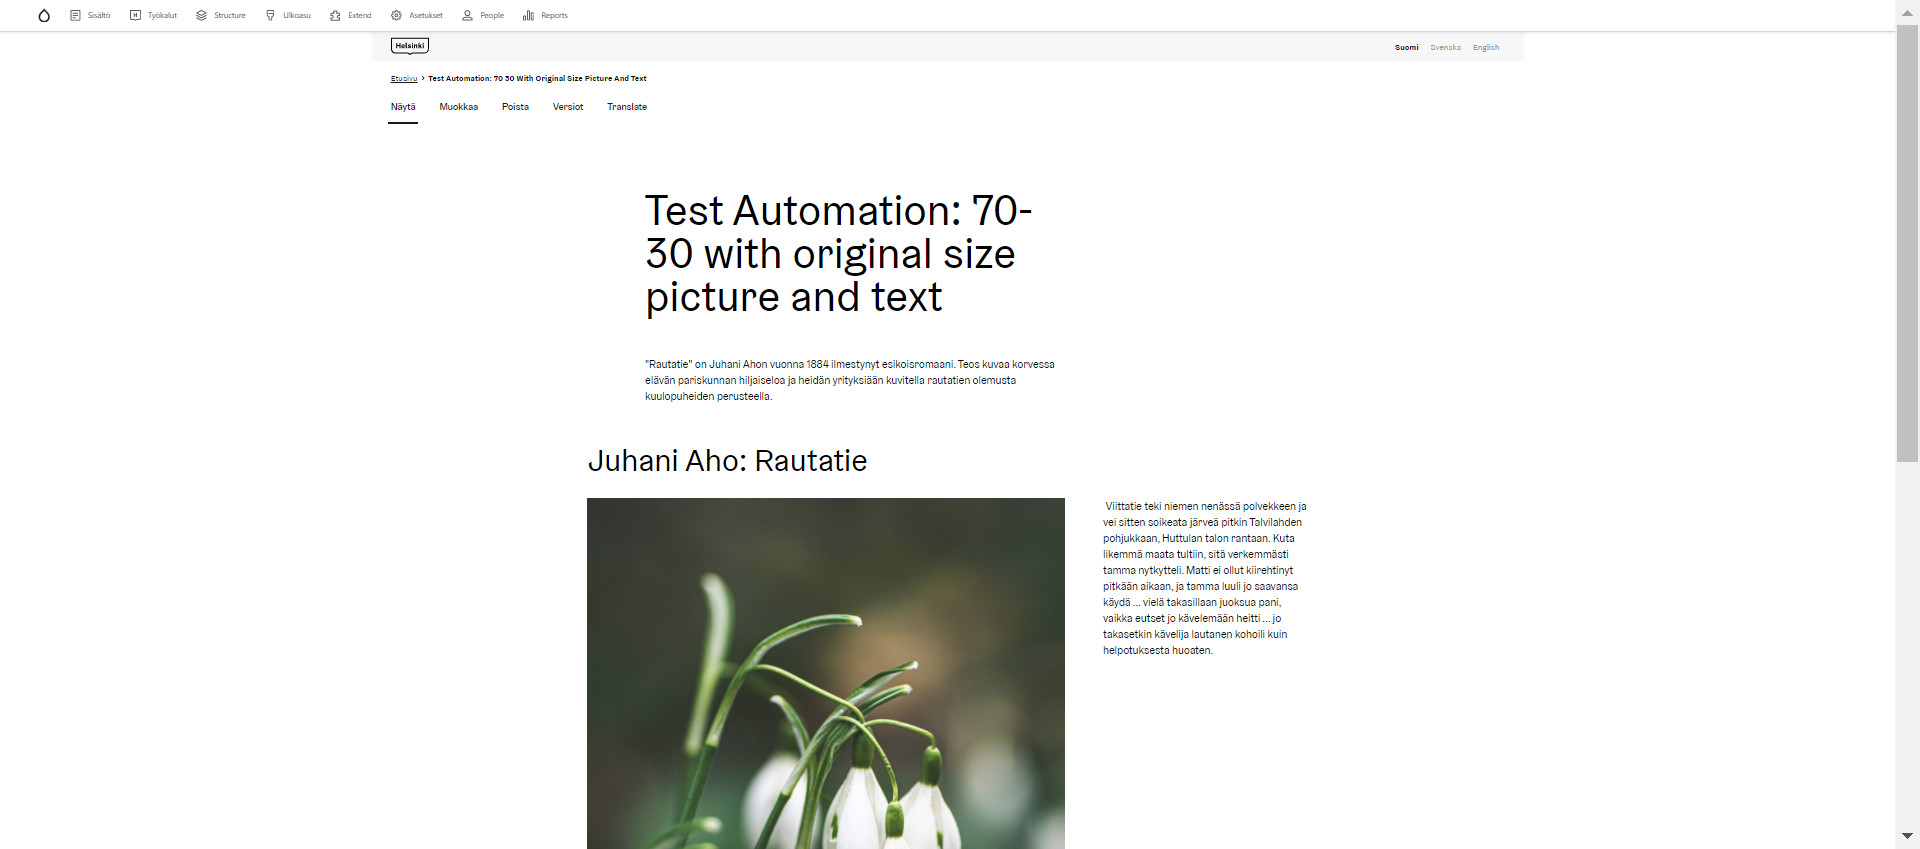 Sisältö Työkalut Structure Ulkoasu Extend Asetukset People Reports
Helsinki
Suomi Svenska English
Etusivu > Test Automation: 70 30 With Original Size Picture And Text
Näytä Muokkaa Poista Versiot Translate
Test Automation: 70-
30 with original size
picture and text
"Rautatie" on Juhani Ahon vuonna 1884 ilmestynyt esikoisromaani. Teos kuvaa korvessa
elävän pariskunnan hiljaiseloa ja heidän yrityksiään kuvitella rautatien olemusta
kuulopuheiden perusteella.
Juhani Aho: Rautatie
Viittatie teki niemen nenässä polvekkeen ja
vei sitten soikeata järveä pitkin Talvilahden
pohjukkaan, Huttulan talon rantaan. Kuta
likemmä maata tultiin, sitä verkemmästi
tamma nytkytteli. Matti ei ollut kiirehtinyt
pitkään aikaan, ja tamma luuli jo saavansa
käydä ... vielä takasillaan juoksua pani,
vaikka eutset jo kävelemään heitti ... jo
takasetkin kävelija lautanen kohoili kuin
helpotuksesta huoaten.